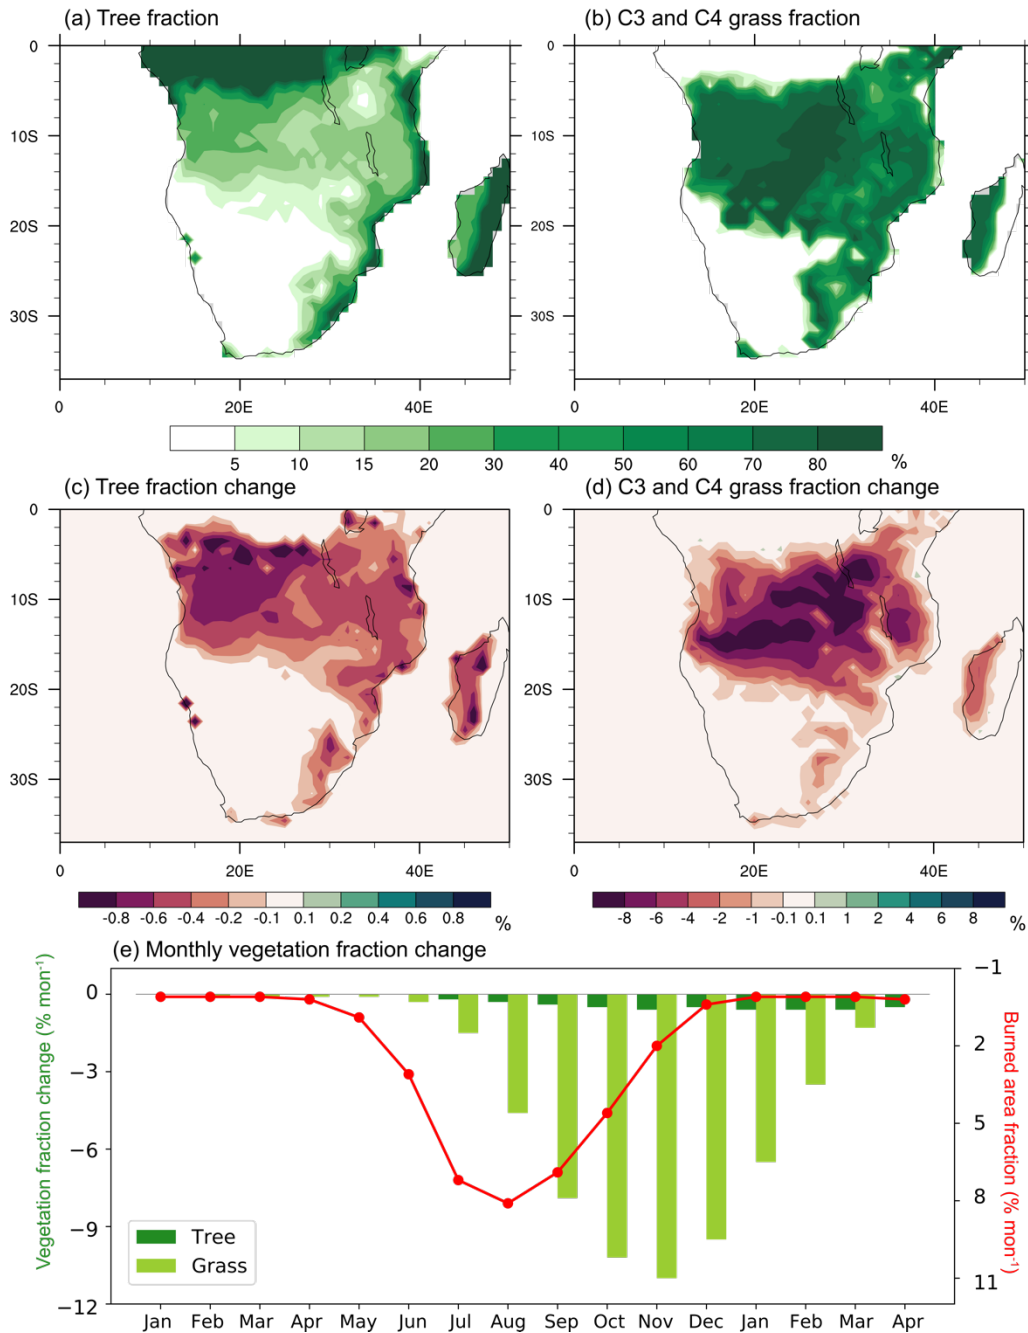 (a) Tree fraction
(b) C3 and C4 grass fraction
0
10S
20S
30S
0 20E 40E
0
10S
20S
30S
0 20E 40E
5 10 15 20 30 40 50 60 70 80 %
(c) Tree fraction change
(d) C3 and C4 grass fraction change
0
10S
20S
30S
0 20E 40E
0
10S
20S
30S
0 20E 40E
-0.8 -0.6 -0.4 -0.2 -0.1 0.1 0.2 0.4 0.6 0.8 %
-8 -6 -4 -2 -1 -0.1 0.1 1 2 4 6 8 %
(e) Monthly vegetation fraction change
Vegetation fraction change (% mon⁻¹)
0
−3
−6
−9
−12
Tree
Grass
−1
2
5
8
11
Burned area fraction (% mon⁻¹)
Jan Feb Mar Apr May Jun Jul Aug Sep Oct Nov Dec Jan Feb Mar Apr